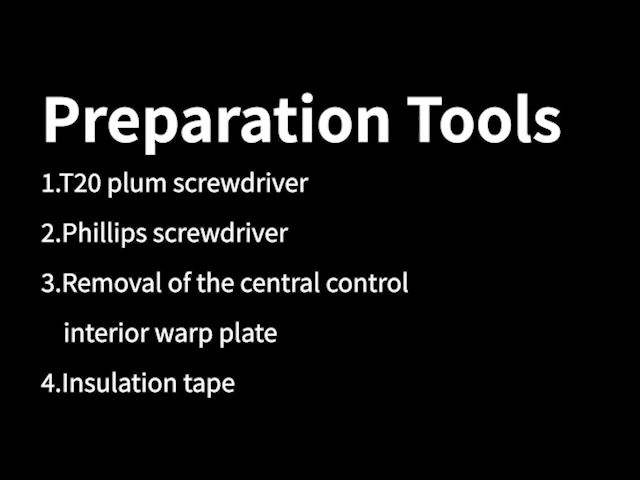 Preparation Tools
1.T20 plum screwdriver
2.Phillips screwdriver
3.Removal of the central control
interior warp plate
4.Insulation tape